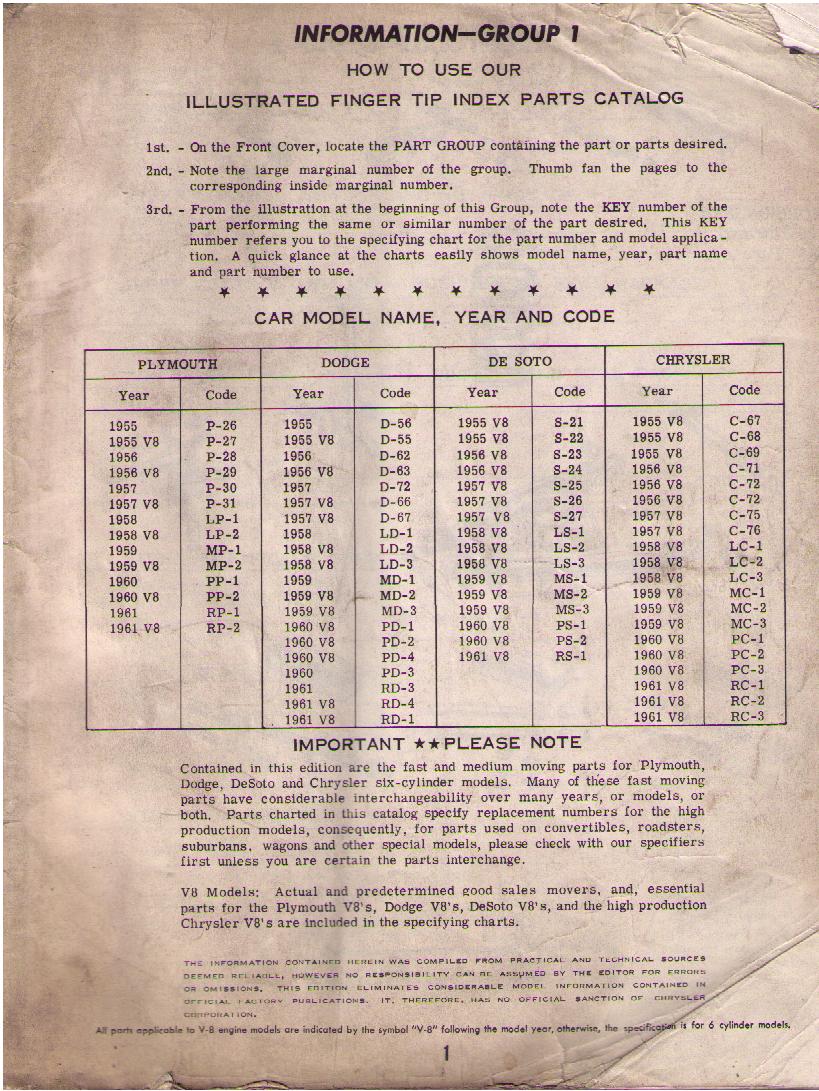 INFORMATION—GROUP 1
HOW TO USE OUR
ILLUSTRATED FINGER TIP INDEX PARTS CATALOG
1st. - On the Front Cover, locate the PART GROUP containing the part or parts desired.
2nd. - Note the large marginal number of the group. Thumb fan the pages to the
corresponding inside marginal number.
3rd. - From the illustration at the beginning of this Group, note the KEY number of the
part performing the same or similar number of the part desired. This KEY
number refers you to the specifying chart for the part number and model applica-
tion. A quick glance at the charts easily shows model name, year, part name
and part number to use.
★ ★ ★ ★ ★ ★ ★ ★ ★ ★ ★ ★
CAR MODEL NAME, YEAR AND CODE
PLYMOUTH DODGE DE SOTO CHRYSLER
Year Code Year Code Year Code Year Code
1955 P-26 1955 D-56 1955 V8 S-21 1955 V8 C-67
1955 V8 P-27 1955 V8 D-55 1955 V8 S-22 1955 V8 C-68
1956 P-28 1956 D-62 1956 V8 S-23 1955 V8 C-69
1956 V8 P-29 1956 V8 D-63 1956 V8 S-24 1956 V8 C-71
1957 P-30 1957 D-72 1957 V8 S-25 1956 V8 C-72
1957 V8 P-31 1957 V8 D-66 1957 V8 S-26 1956 V8 C-72
1958 LP-1 1957 V8 D-67 1957 V8 S-27 1957 V8 C-75
1958 V8 LP-2 1958 LD-1 1958 V8 LS-1 1957 V8 C-76
1959 MP-1 1958 V8 LD-2 1958 V8 LS-2 1958 V8 LC-1
1959 V8 MP-2 1958 V8 LD-3 1958 V8 LS-3 1958 V8 LC-2
1960 PP-1 1959 MD-1 1959 V8 MS-1 1958 V8 LC-3
1960 V8 PP-2 1959 V8 MD-2 1959 V8 MS-2 1959 V8 MC-1
1961 RP-1 1959 V8 MD-3 1959 V8 MS-3 1959 V8 MC-2
1961 V8 RP-2 1960 V8 PD-1 1960 V8 PS-1 1959 V8 MC-3
1960 V8 PD-2 1960 V8 PS-2 1960 V8 PC-1
1960 V8 PD-4 1961 V8 RS-1 1960 V8 PC-2
1960 PD-3 1960 V8 PC-3
1961 RD-3 1961 V8 RC-1
1961 V8 RD-4 1961 V8 RC-2
1961 V8 RD-1 1961 V8 RC-3
IMPORTANT ★★PLEASE NOTE
Contained in this edition are the fast and medium moving parts for Plymouth,
Dodge, DeSoto and Chrysler six-cylinder models. Many of these fast moving
parts have considerable interchangeability over many years, or models, or
both. Parts charted in this catalog specify replacement numbers for the high
production models, consequently, for parts used on convertibles, roadsters,
suburbans, wagons and other special models, please check with our specifiers
first unless you are certain the parts interchange.
V8 Models: Actual and predetermined good sales movers, and, essential
parts for the Plymouth V8's, Dodge V8's, DeSoto V8's, and the high production
Chrysler V8's are included in the specifying charts.
THE INFORMATION CONTAINED HEREIN WAS COMPILED FROM PRACTICAL AND TECHNICAL SOURCES
DEEMED RELIABLE, HOWEVER NO RESPONSIBILITY CAN BE ASSUMED BY THE EDITOR FOR ERRORS
OR OMISSIONS. THIS EDITION ELIMINATES CONSIDERABLE MODEL INFORMATION CONTAINED IN
OFFICIAL FACTORY PUBLICATIONS. IT, THEREFORE, HAS NO OFFICIAL SANCTION OF CHRYSLER
CORPORATION.
All parts applicable to V-8 engine models are indicated by the symbol "V-8" following the model year, otherwise, the specification is for 6 cylinder models.
1